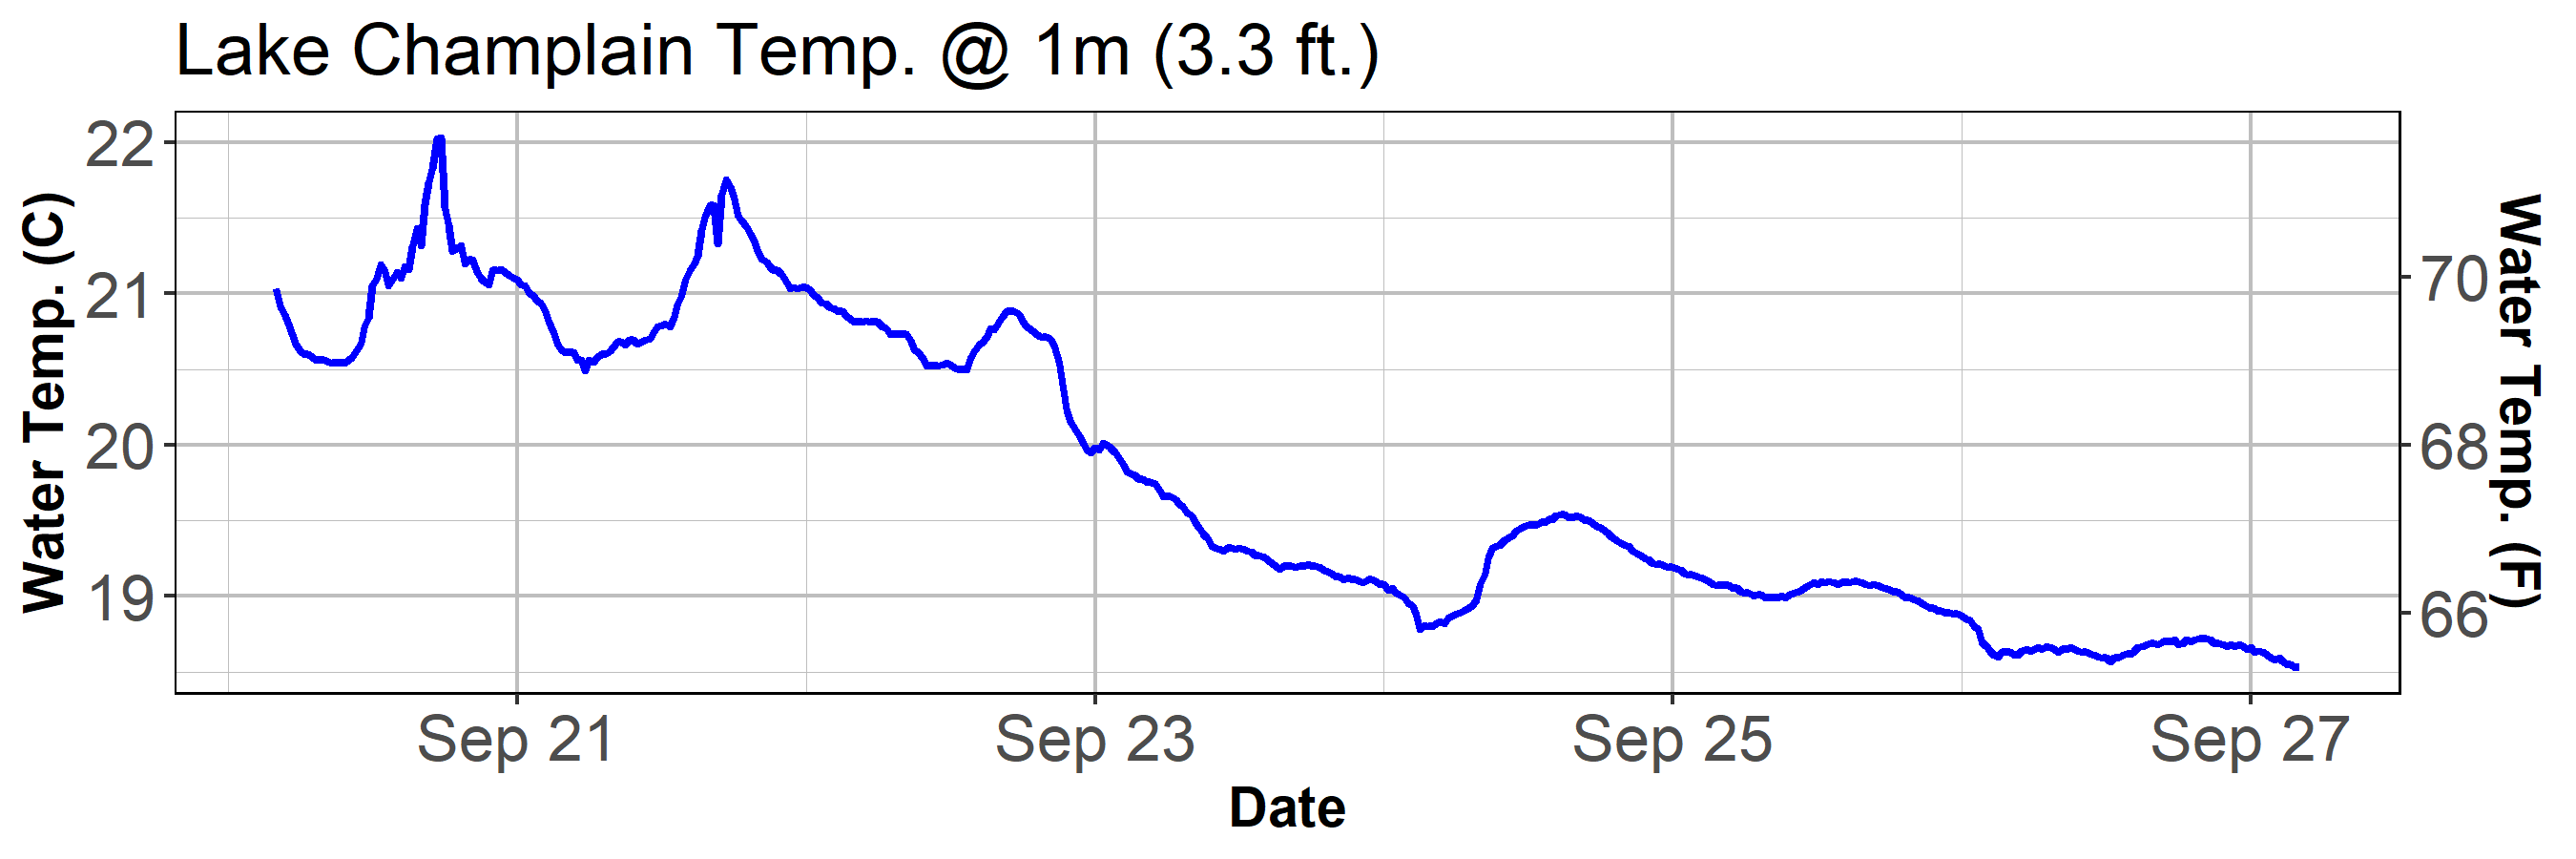 Lake Champlain Temp. @ 1m (3.3 ft.)
Water Temp. (C)
22
21
20
19
70
68
66
Water Temp. (F)
Sep 21
Sep 23
Sep 25
Sep 27
Date